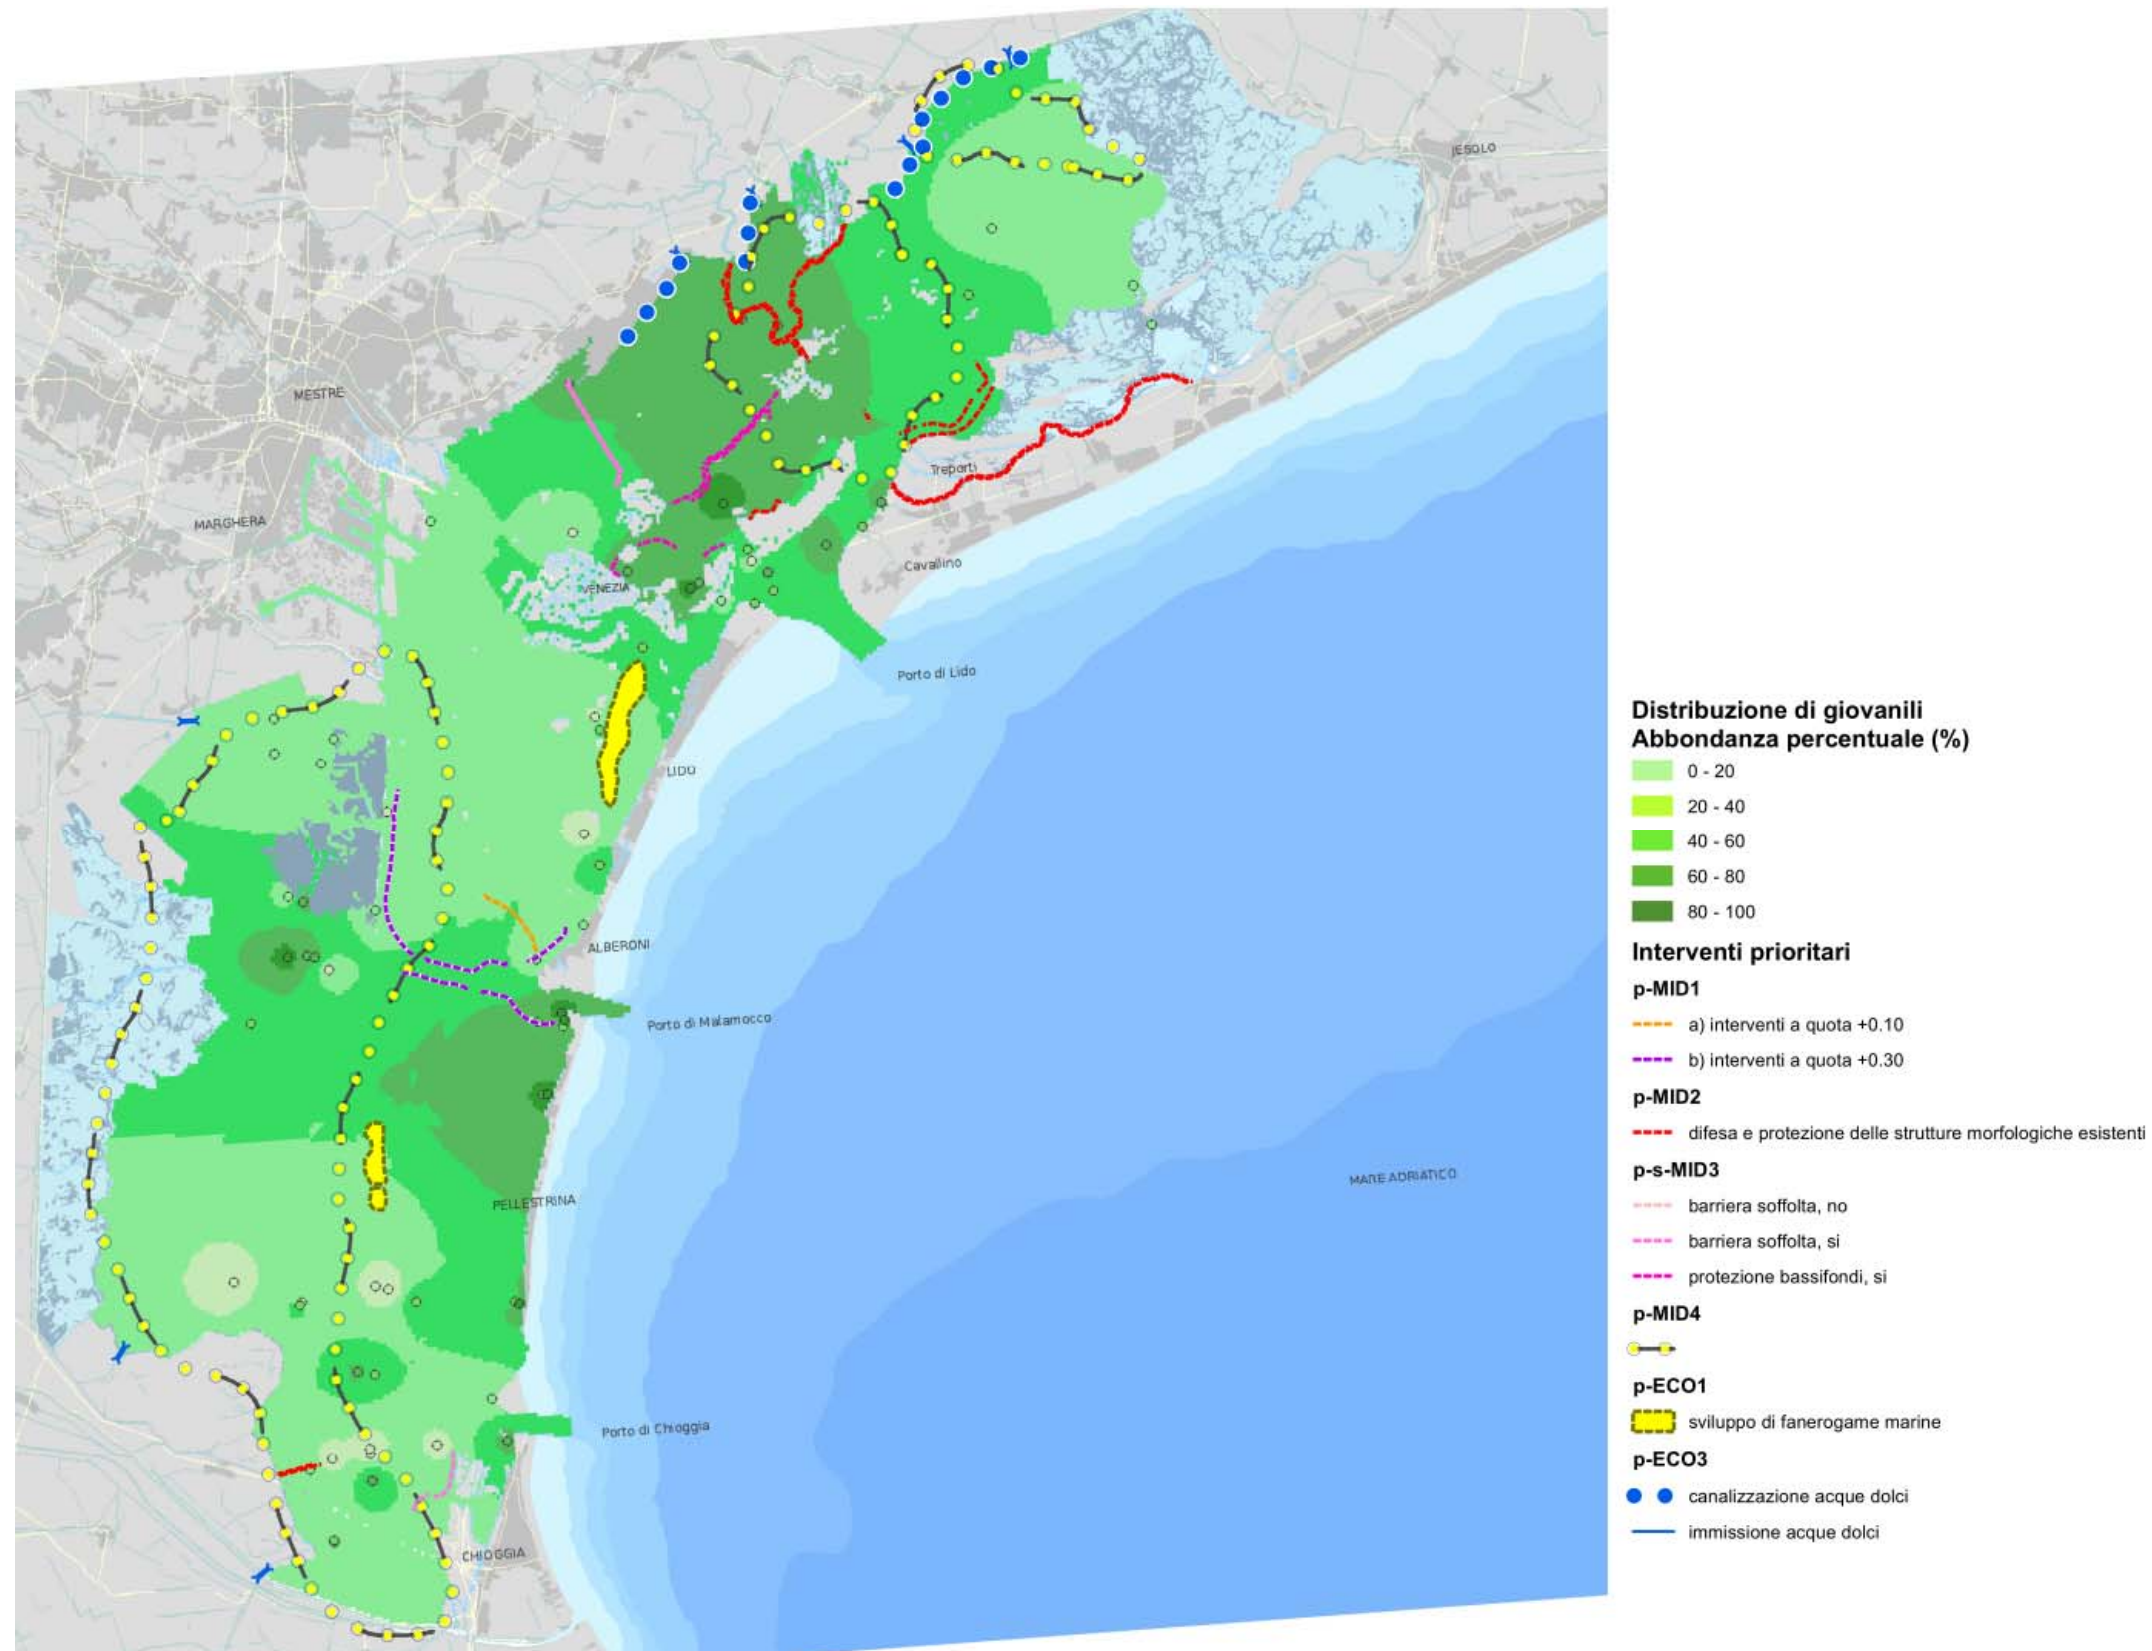 JESOLO
MESTRE
Treporti
MARGHERA
Cavallino
VENEZIA
Porto di Lido
LIDO
ALBERONI
Porto di Malamocco
MARE ADRIATICO
PELLESTRINA
Porto di Chioggia
CHIOGGIA
Distribuzione di giovanili
Abbondanza percentuale (%)
0 - 20
20 - 40
40 - 60
60 - 80
80 - 100
Interventi prioritari
p-MID1
a) interventi a quota +0.10
b) interventi a quota +0.30
p-MID2
difesa e protezione delle strutture morfologiche esistenti
p-s-MID3
barriera soffolta, no
barriera soffolta, si
protezione bassifondi, si
p-MID4
p-ECO1
sviluppo di fanerogame marine
p-ECO3
canalizzazione acque dolci
immissione acque dolci